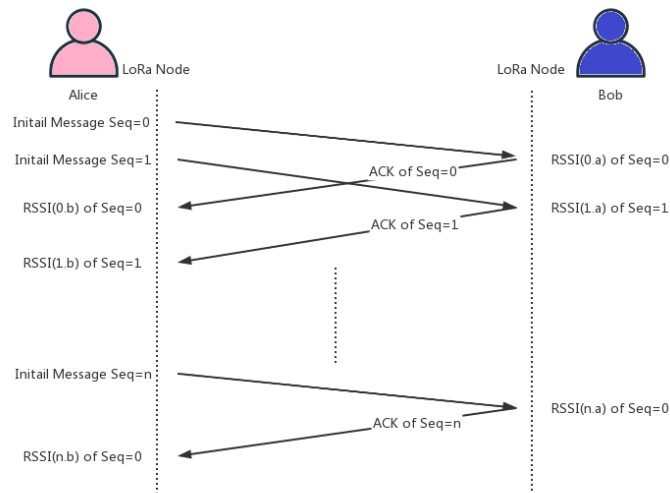 LoRa Node
LoRa Node
Alice
Bob
Initail Message Seq=0
Initail Message Seq=1
RSSI(0.a) of Seq=0
ACK of Seq=0
RSSI(0.b) of Seq=0
RSSI(1.a) of Seq=1
ACK of Seq=1
RSSI(1.b) of Seq=1
Initail Message Seq=n
RSSI(n.a) of Seq=0
ACK of Seq=n
RSSI(n.b) of Seq=0